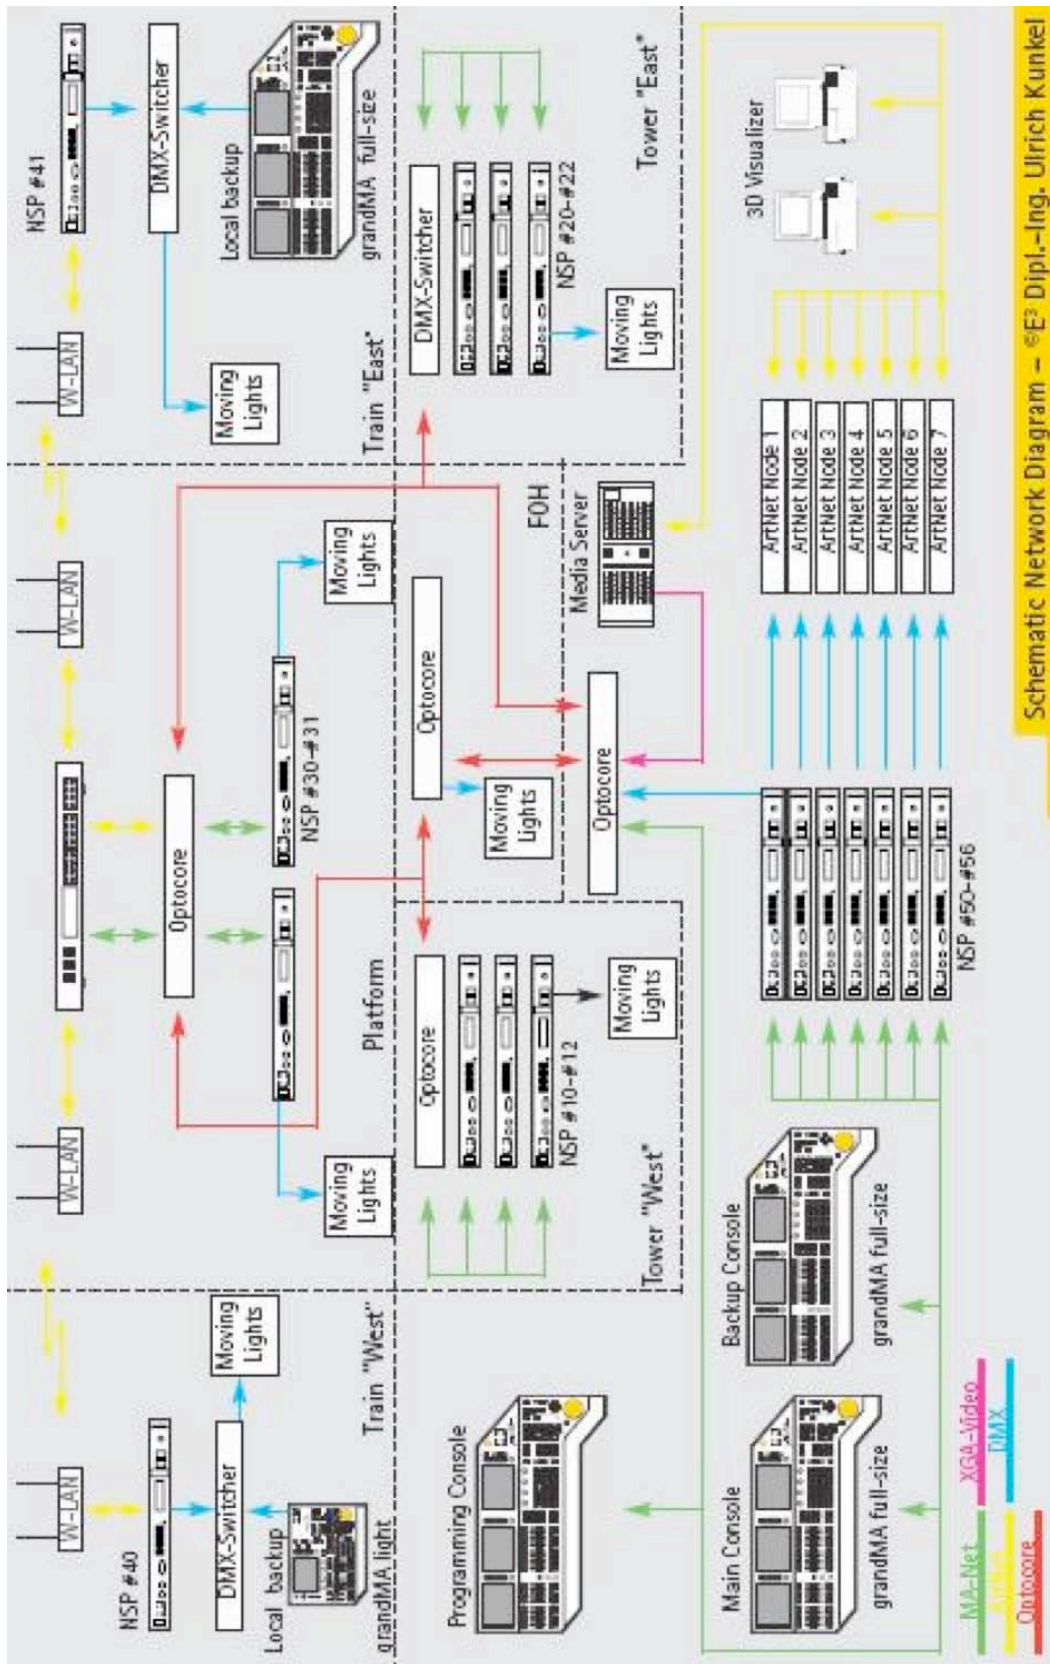 NSP #41
W-LAN
W-LAN
W-LAN
W-LAN
NSP #40
DMX-Switcher
Optocore
DMX-Switcher
Moving
Lights
Moving
Lights
Local backup
Local backup
NSP #30-#31
Moving
Lights
Moving
Lights
grandMA light
Train "West"
Platform
Train "East"
grandMA full-size
Optocore
Optocore
DMX-Switcher
Programming Console
Moving
Lights
FOH
NSP #10-#12
NSP #20-#22
Media Server
Optocore
Moving
Lights
Moving
Lights
Tower "West"
Tower "East"
Main Console
Backup Console
3D Visualizer
ArtNet Node 1
ArtNet Node 2
ArtNet Node 3
ArtNet Node 4
ArtNet Node 5
ArtNet Node 6
ArtNet Node 7
grandMA full-size
grandMA full-size
NSP #50-#56
MA-Net
XGA-Video
DMX
Optocore
Schematic Network Diagram – ©E³ Dipl.-Ing. Ulrich Kunkel